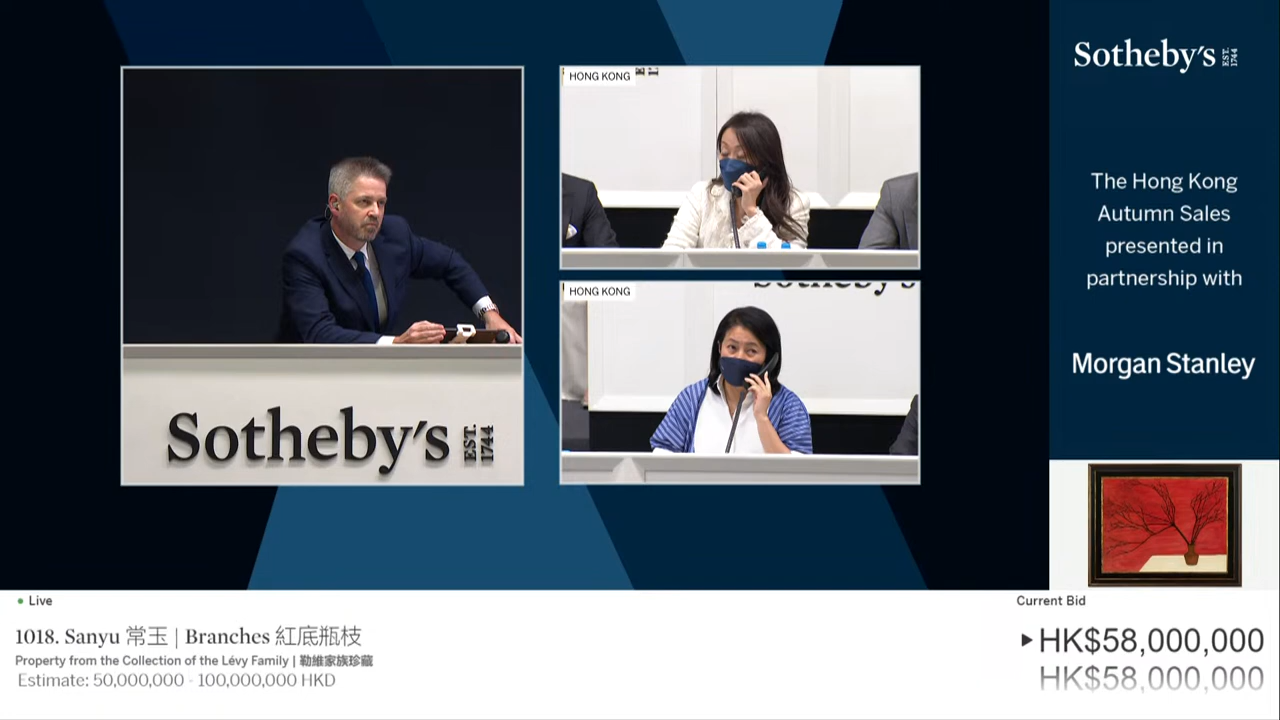 HONG KONG
Sotheby's EST. 1744
HONG KONG
Sotheby's
Sotheby's EST. 1744
The Hong Kong
Autumn Sales
presented in
partnership with
Morgan Stanley
Live
Current Bid
1018. Sanyu 常玉 | Branches 紅底瓶枝
HK$58,000,000
Property from the Collection of the Lévy Family | 勒維家族珍藏
Estimate: 50,000,000 - 100,000,000 HKD
HK$58,000,000